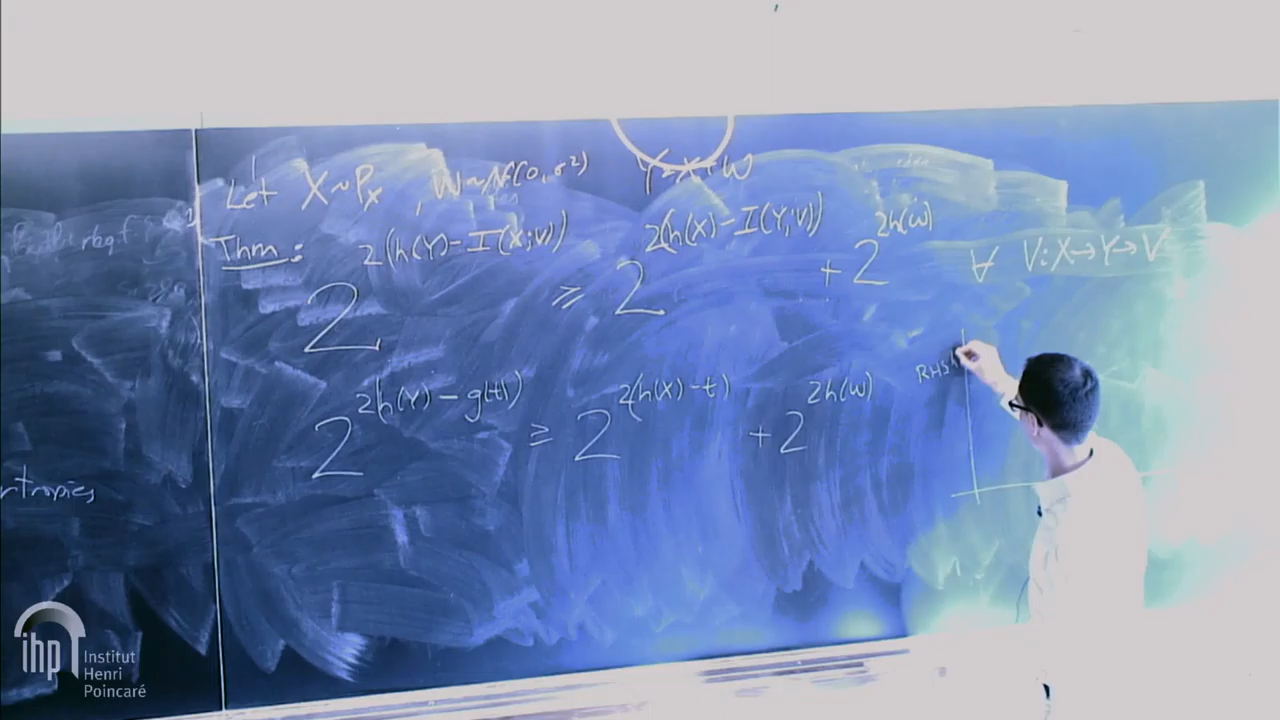 Let X ~ P_X , W ~ N(0, σ²) Y = X + W
Thm: 2^{2(h(Y) - I(X;V))} ≥ 2^{2(h(X) - I(Y;V))} + 2^{2h(W)} ∀ V: X → Y → V
2^{2h(Y) - g(t))} ≥ 2^{2(h(X) - t)} + 2^{2h(W)}
RHS
rtropies
ihp
Institut
Henri
Poincaré